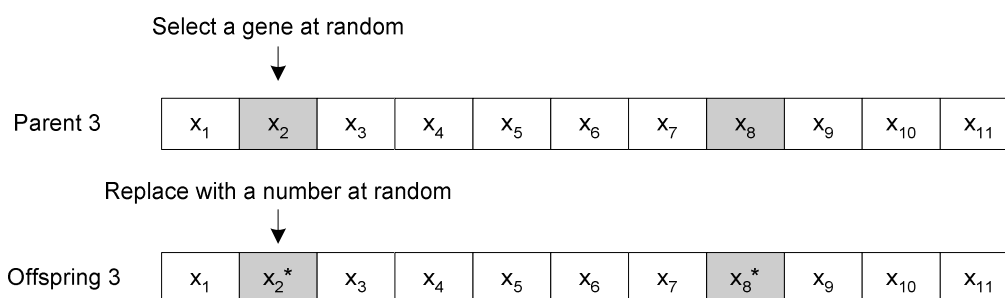 Select a gene at random
Parent 3 x₁ x₂ x₃ x₄ x₅ x₆ x₇ x₈ x₉ x₁₀ x₁₁
Replace with a number at random
Offspring 3 x₁ x₂* x₃ x₄ x₅ x₆ x₇ x₈* x₉ x₁₀ x₁₁